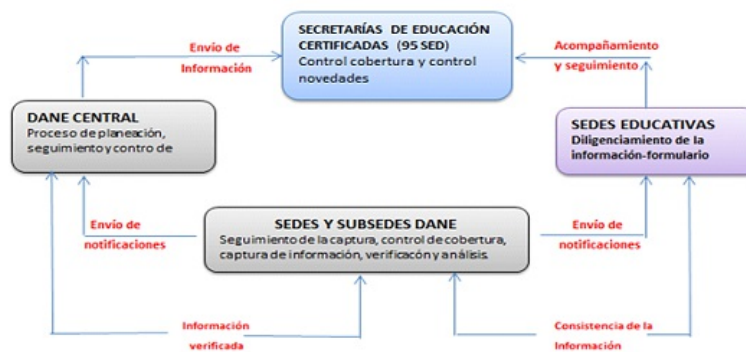 SECRETARÍAS DE EDUCACIÓN
CERTIFICADAS (95 SED)
Control cobertura y control
novedades
Envío de
Información
Acompañamiento
y seguimiento
DANE CENTRAL
Proceso de planeación,
seguimiento y contro de
SEDES EDUCATIVAS
Diligenciamiento de la
información-formulario
Envío de
notificaciones
SEDES Y SUBSEDES DANE
Seguimiento de la captura, control de cobertura,
captura de información, verificacón y análisis.
Envío de
notificaciones
Información
verificada
Consistencia de la
Información